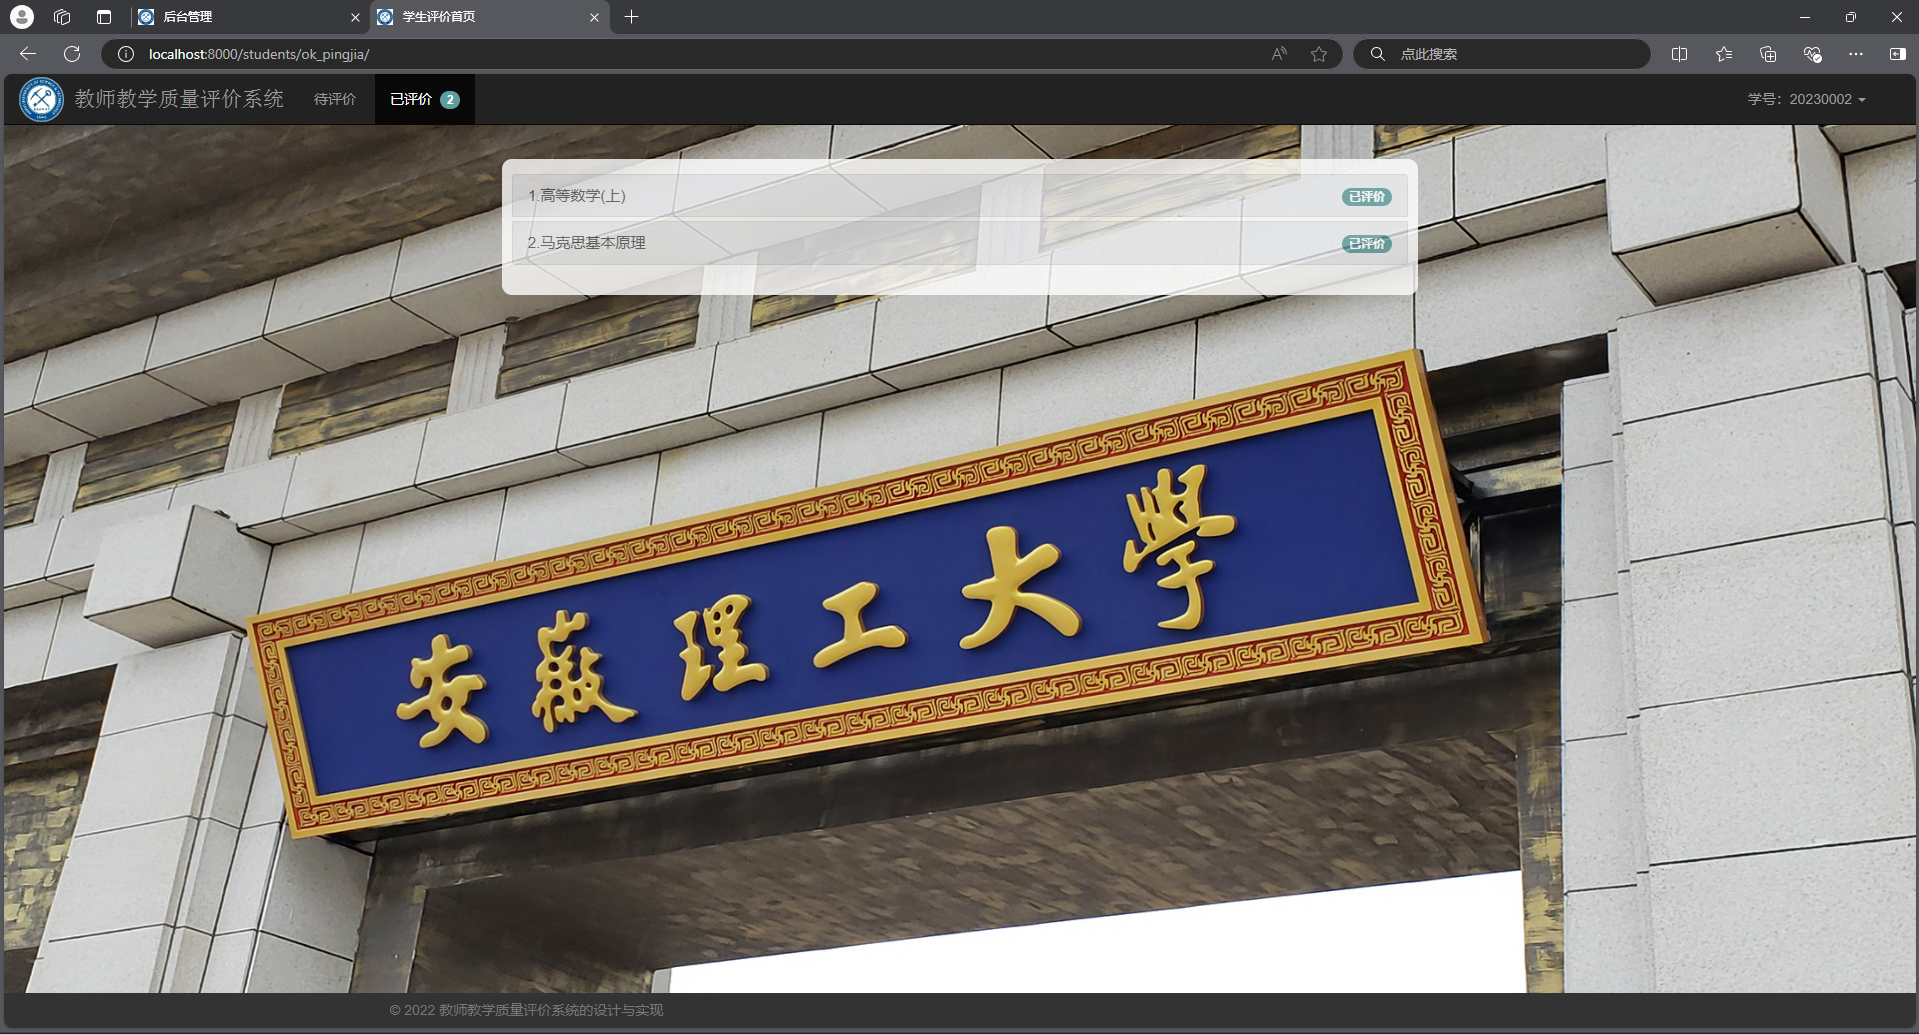 后台管理
学生评价首页
localhost:8000/students/ok_pingjia/
点此搜索
教师教学质量评价系统
待评价
已评价 2
学号：20230002
1.高等数学(上)
已评价
2.马克思基本原理
已评价
安徽理工大學
© 2022 教师教学质量评价系统的设计与实现